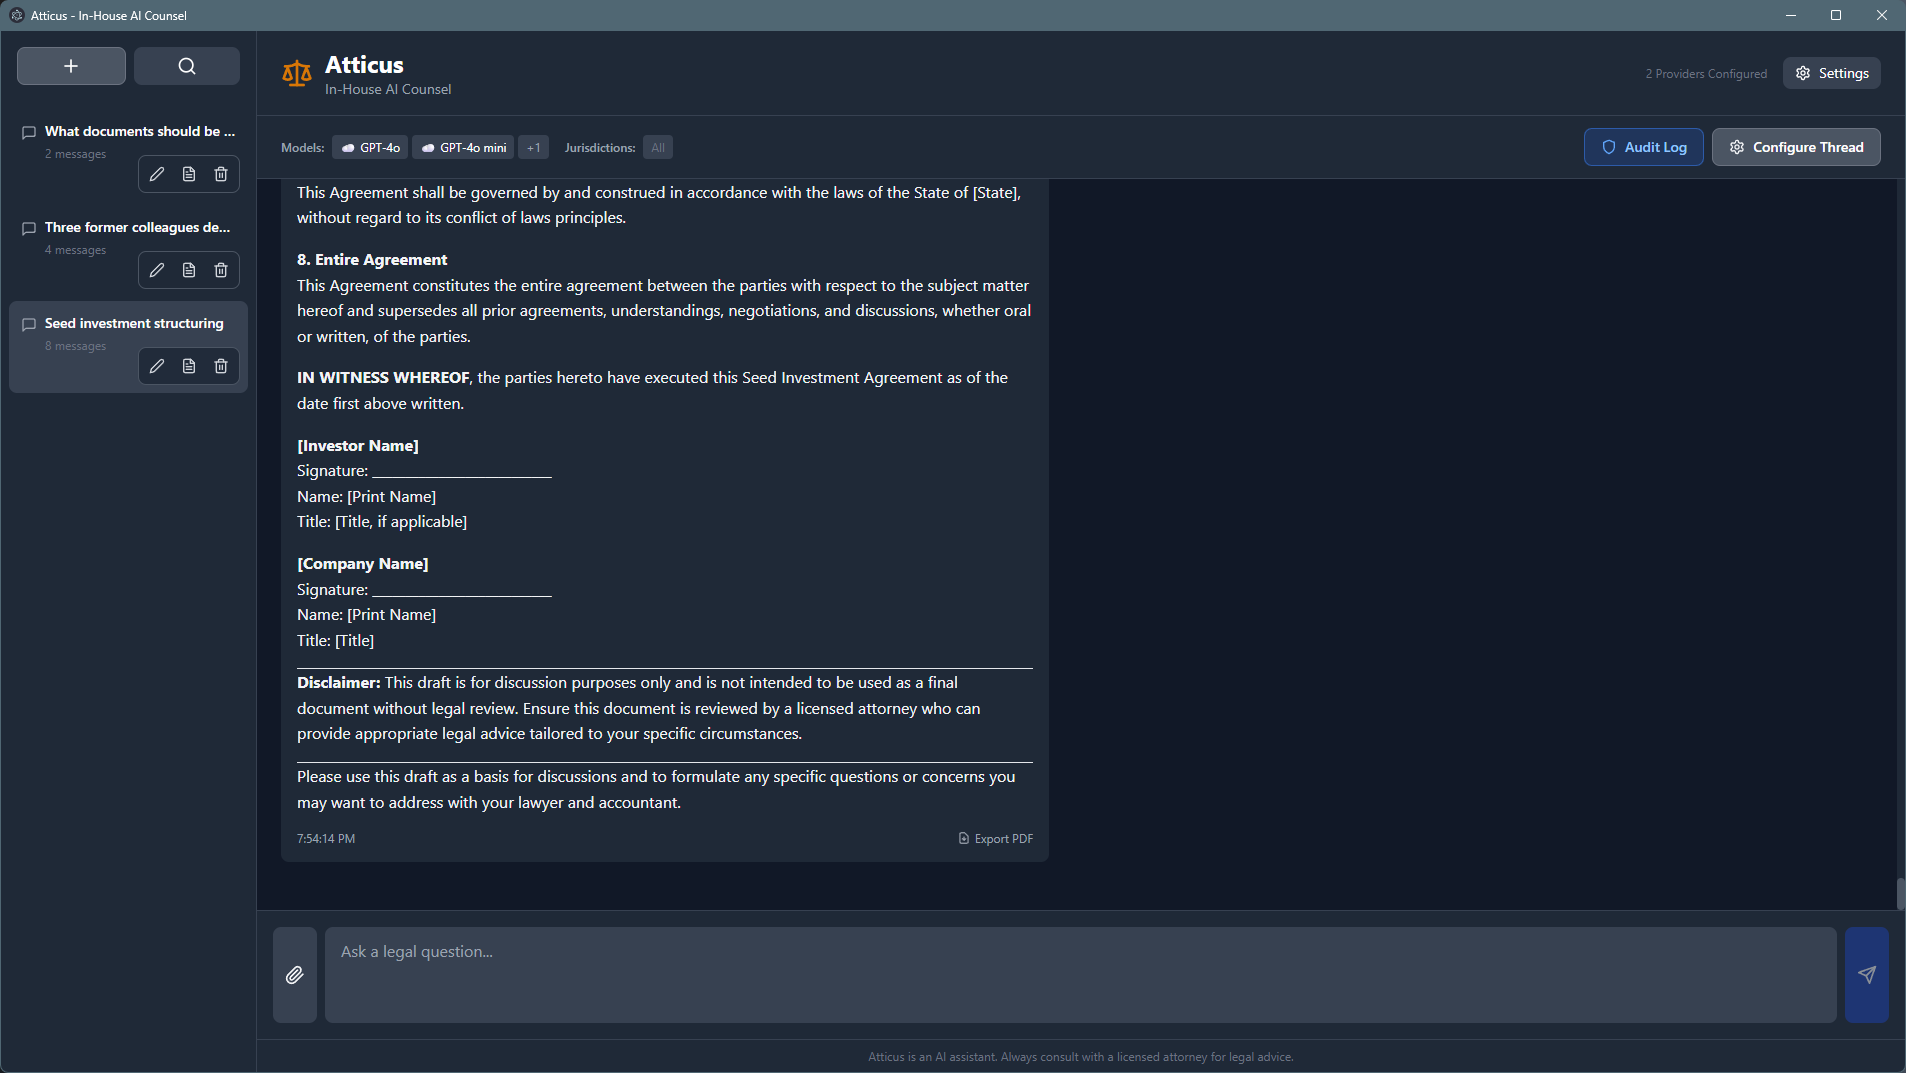 Atticus - In-House AI Counsel
What documents should be ...
2 messages
Three former colleagues de...
4 messages
Seed investment structuring
8 messages
Atticus
In-House AI Counsel
2 Providers Configured
Settings
Models:
GPT-4o
GPT-4o mini
+1
Jurisdictions:
All
Audit Log
Configure Thread
This Agreement shall be governed by and construed in accordance with the laws of the State of [State],
without regard to its conflict of laws principles.
8. Entire Agreement
This Agreement constitutes the entire agreement between the parties with respect to the subject matter
hereof and supersedes all prior agreements, understandings, negotiations, and discussions, whether oral
or written, of the parties.
IN WITNESS WHEREOF, the parties hereto have executed this Seed Investment Agreement as of the
date first above written.
[Investor Name]
Signature: ________________________
Name: [Print Name]
Title: [Title, if applicable]
[Company Name]
Signature: ________________________
Name: [Print Name]
Title: [Title]
Disclaimer: This draft is for discussion purposes only and is not intended to be used as a final
document without legal review. Ensure this document is reviewed by a licensed attorney who can
provide appropriate legal advice tailored to your specific circumstances.
Please use this draft as a basis for discussions and to formulate any specific questions or concerns you
may want to address with your lawyer and accountant.
7:54:14 PM
Export PDF
Ask a legal question...
Atticus is an AI assistant. Always consult with a licensed attorney for legal advice.